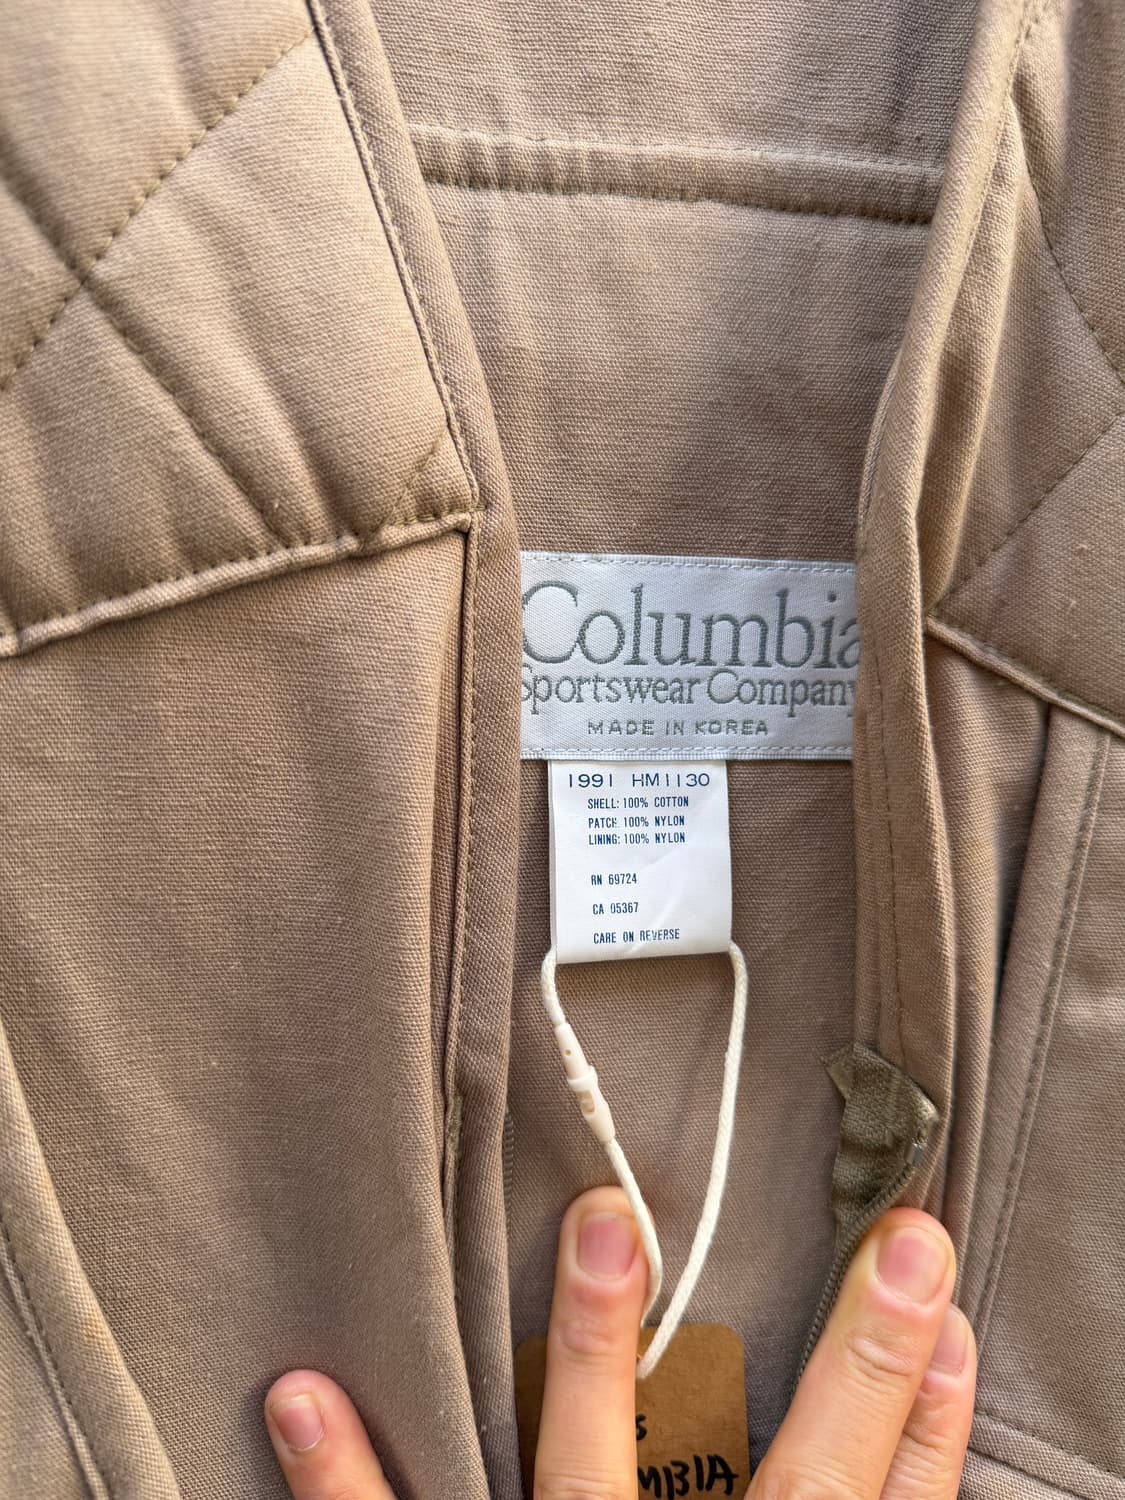 Columbia
Sportswear Company
MADE IN KOREA
1991 HM1130
SHELL: 100% COTTON
PATCH: 100% NYLON
LINING: 100% NYLON
RN 69724
CA 05367
CARE ON REVERSE